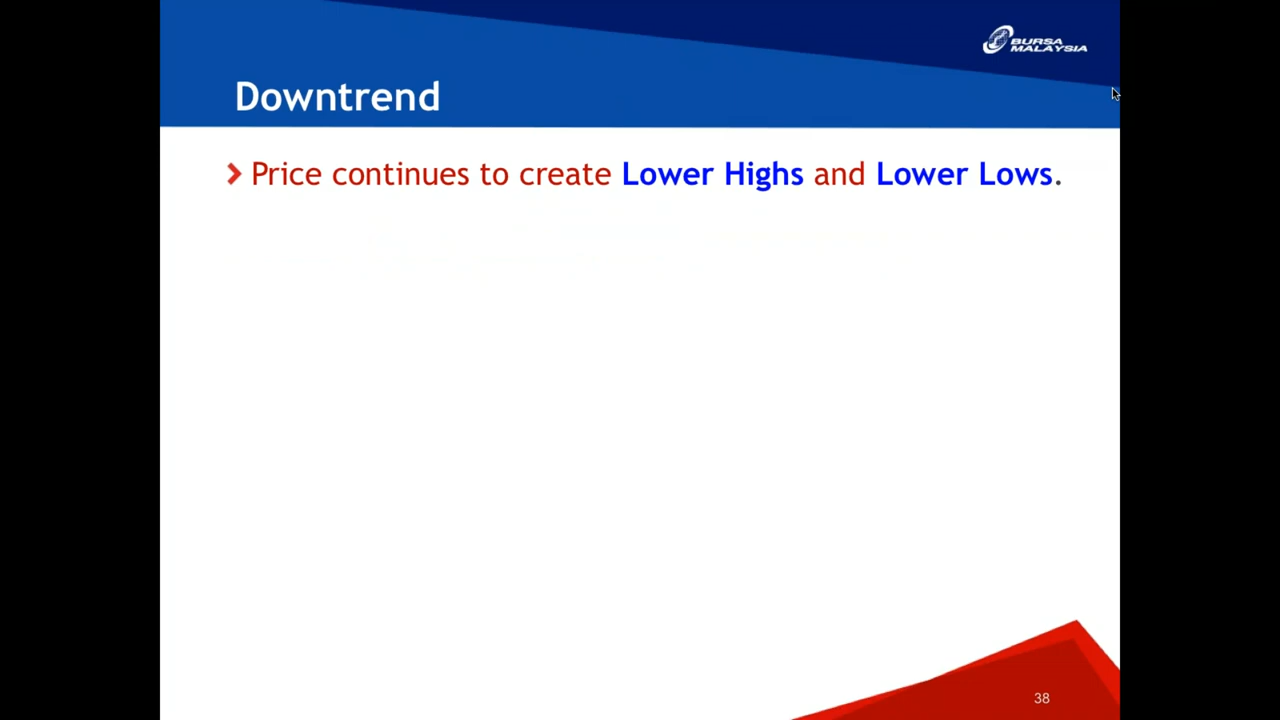 BURSA
MALAYSIA
Downtrend
Price continues to create Lower Highs and Lower Lows.
38